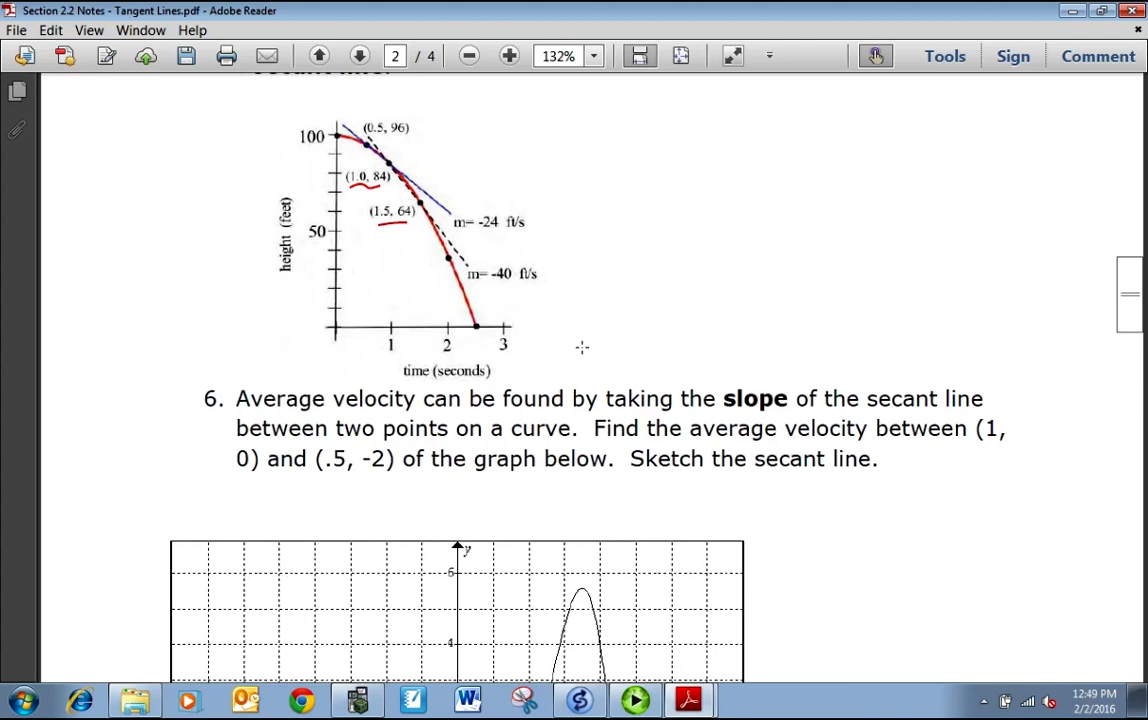 Section 2.2 Notes - Tangent Lines.pdf - Adobe Reader
File Edit View Window Help
2 / 4 132% Tools Sign Comment
(0.5, 96)
100
(1.0, 84)
(1.5, 64)
m= -24 ft/s
50
height (feet)
m= -40 ft/s
1 2 3
time (seconds)
6. Average velocity can be found by taking the slope of the secant line
between two points on a curve. Find the average velocity between (1,
0) and (.5, -2) of the graph below. Sketch the secant line.
y
6
4
12:49 PM
2/2/2016